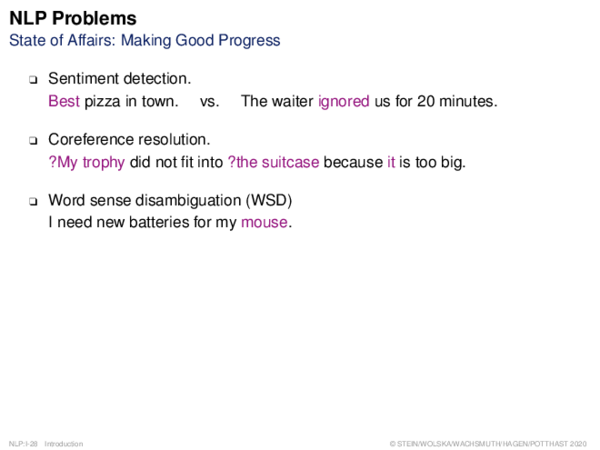 NLP Problems
State of Affairs: Making Good Progress
❑ Sentiment detection.
Best pizza in town. vs. The waiter ignored us for 20 minutes.
❑ Coreference resolution.
?My trophy did not fit into ?the suitcase because it is too big.
❑ Word sense disambiguation (WSD)
I need new batteries for my mouse.
NLP:I-28 Introduction © STEIN/WOLSKA/WACHSMUTH/HAGEN/POTTHAST 2020